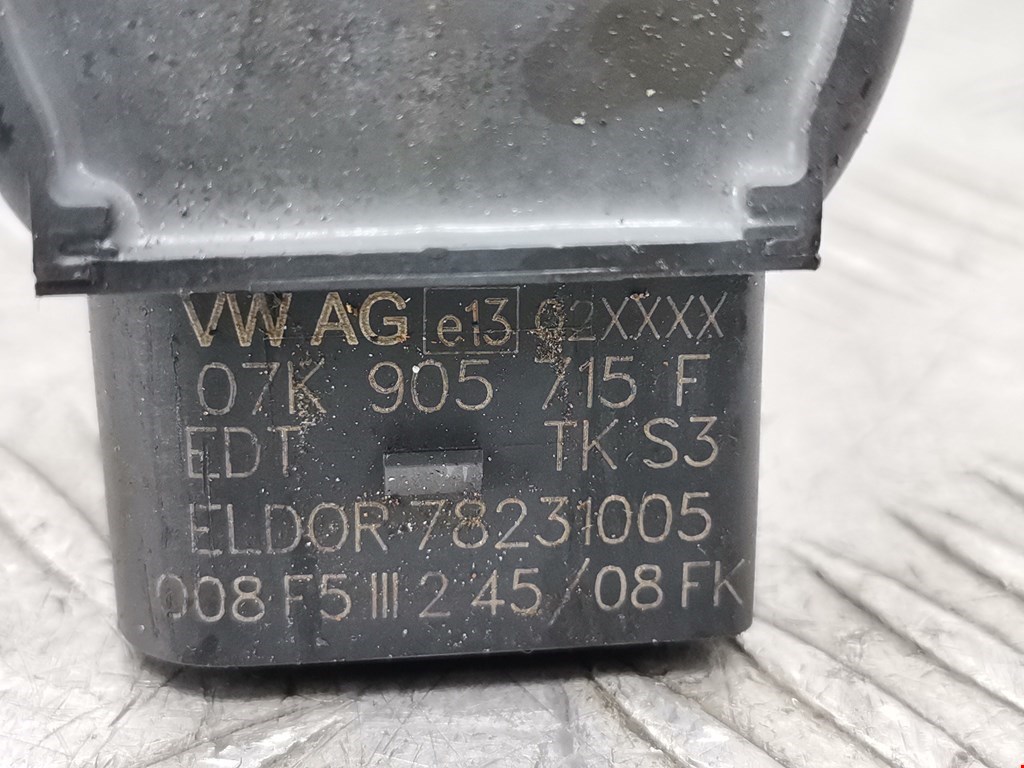 VW AG e13 02XXXX
07K 905 715 F
EDT TK S3
ELDOR 78231005
008 F5 III 2 45/08 FK